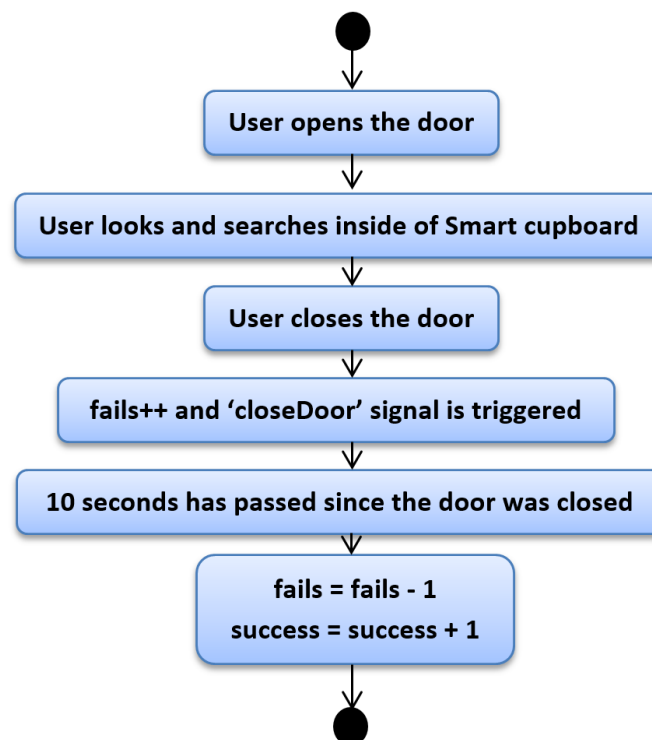 User opens the door
User looks and searches inside of Smart cupboard
User closes the door
fails++ and ‘closeDoor’ signal is triggered
10 seconds has passed since the door was closed
fails = fails - 1
success = success + 1